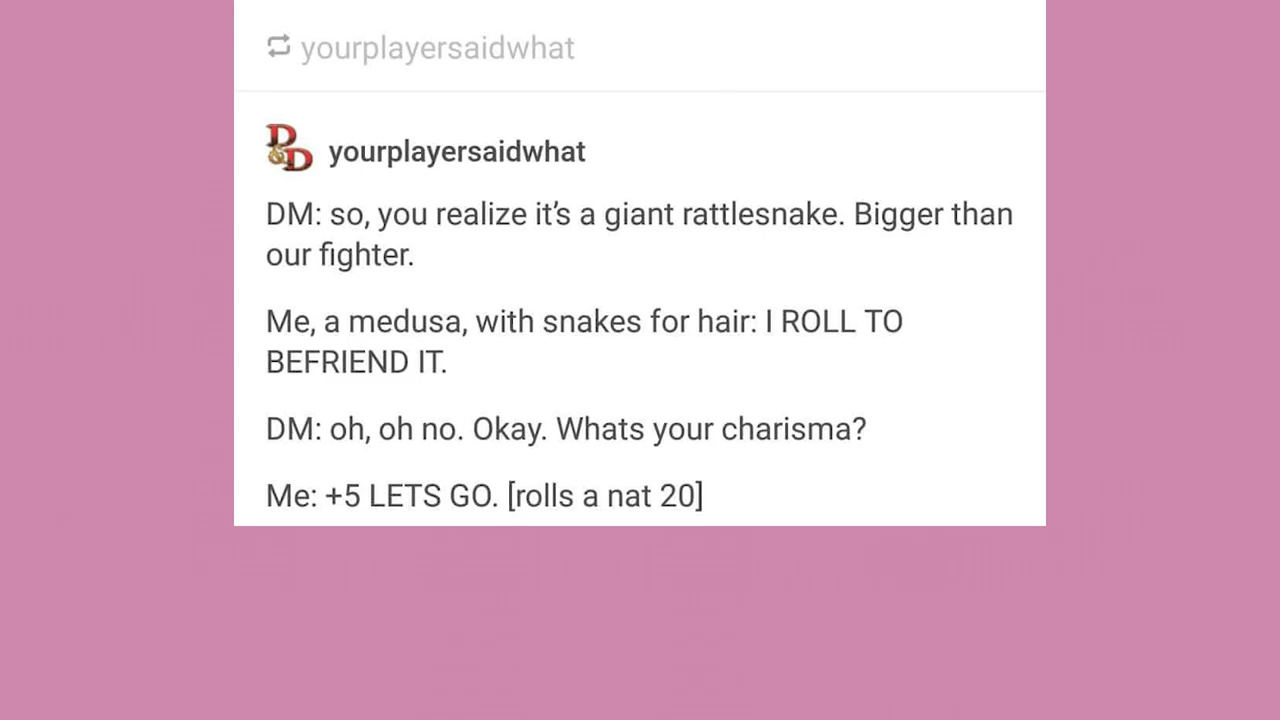 yourplayersaidwhat
D&D yourplayersaidwhat
DM: so, you realize it's a giant rattlesnake. Bigger than
our fighter.
Me, a medusa, with snakes for hair: I ROLL TO
BEFRIEND IT.
DM: oh, oh no. Okay. Whats your charisma?
Me: +5 LETS GO. [rolls a nat 20]